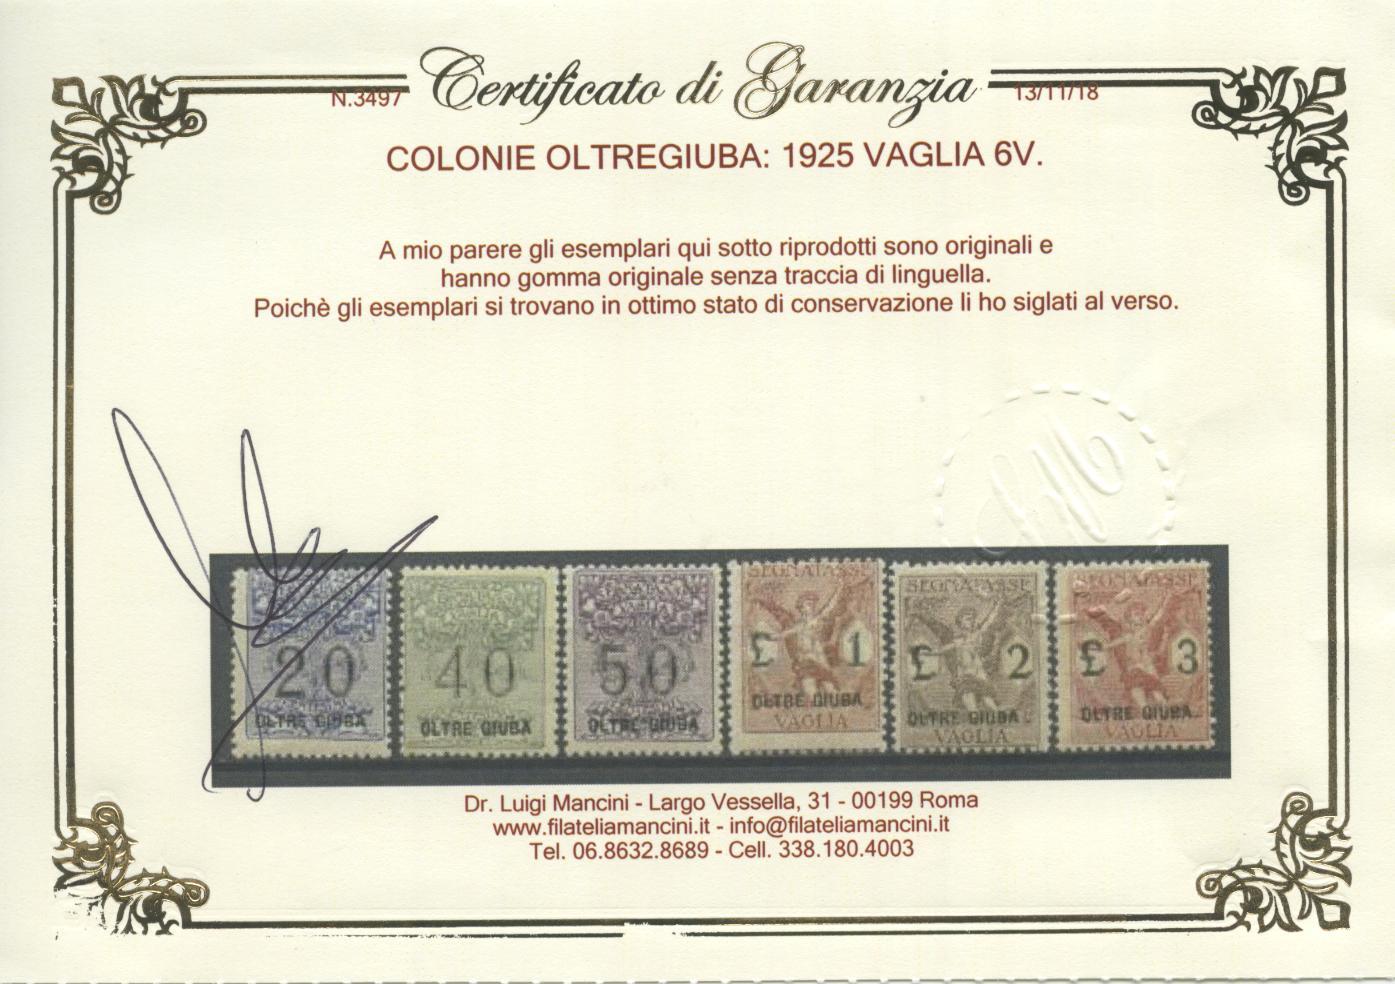 N.3497 Certificato di Garanzia 13/11/18
COLONIE OLTREGIUBA: 1925 VAGLIA 6V.
A mio parere gli esemplari qui sotto riprodotti sono originali e
hanno gomma originale senza traccia di linguella.
Poichè gli esemplari si trovano in ottimo stato di conservazione li ho siglati al verso.
SEGNATASSE SEGNATASSE SEGNATASSE
20 40 50 £ 1 £ 2 £ 3
OLTRE GIUBA OLTRE GIUBA OLTRE GIUBA OLTRE GIUBA OLTRE GIUBA OLTRE GIUBA
VAGLIA VAGLIA VAGLIA
Dr. Luigi Mancini - Largo Vessella, 31 - 00199 Roma
www.filateliamancini.it - info@filateliamancini.it
Tel. 06.8632.8689 - Cell. 338.180.4003